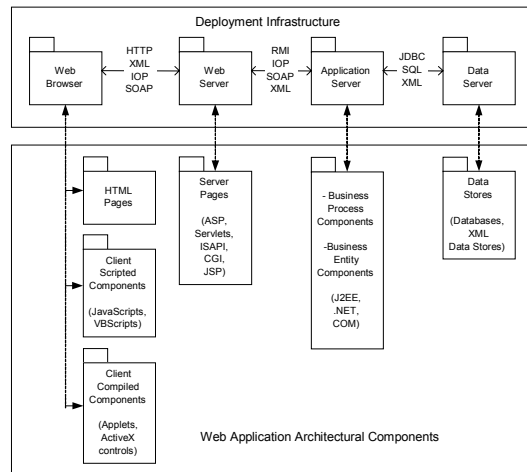 Deployment Infrastructure
Web
Browser
HTTP
XML
IOP
SOAP
Web
Server
RMI
IOP
SOAP
XML
Application
Server
JDBC
SQL
XML
Data
Server
HTML
Pages
Client
Scripted
Components
(JavaScripts,
VBScripts)
Client
Compiled
Components
(Applets,
ActiveX
controls)
Server
Pages
(ASP,
Servlets,
ISAPI,
CGI,
JSP)
- Business
Process
Components
-Business
Entity
Components
(J2EE,
.NET,
COM)
Data
Stores
(Databases,
XML
Data Stores)
Web Application Architectural Components